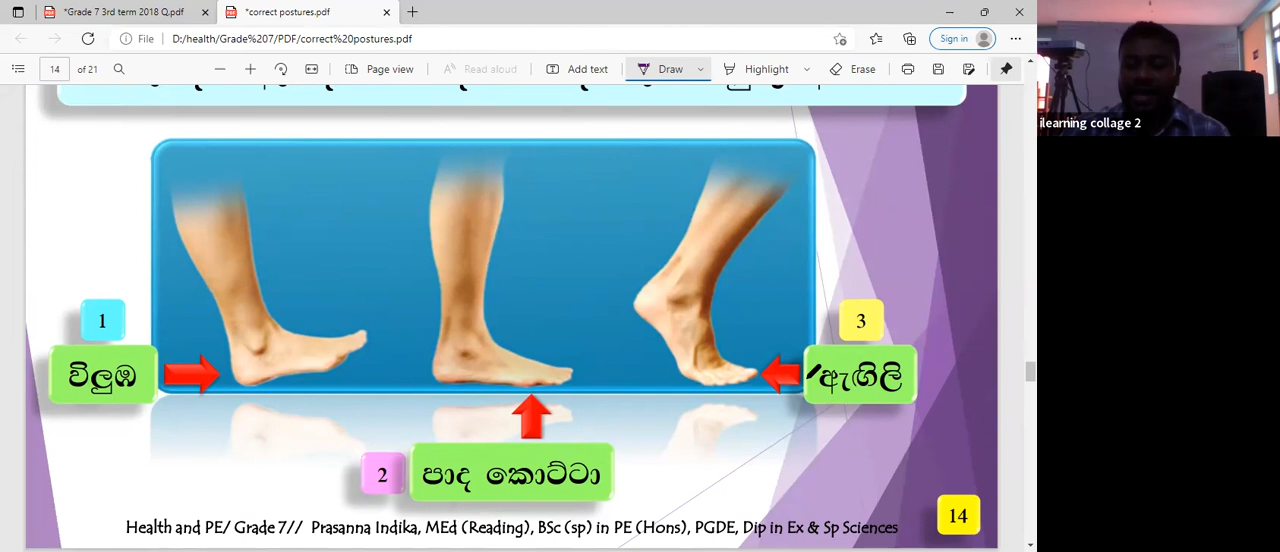 *Grade 7 3rd term 2018 Q.pdf
*correct postures.pdf
File D:/health/Grade%207/PDF/correct%20postures.pdf
Sign in
14 of 21 Page view Read aloud Add text Draw Highlight Erase
ilearning collage 2
1
විලුඹ
3
ඇඟිලි
2
පාද කොට්ටා
14
Health and PE/ Grade 7// Prasanna Indika, MEd (Reading), BSc (sp) in PE (Hons), PGDE, Dip in Ex & Sp Sciences